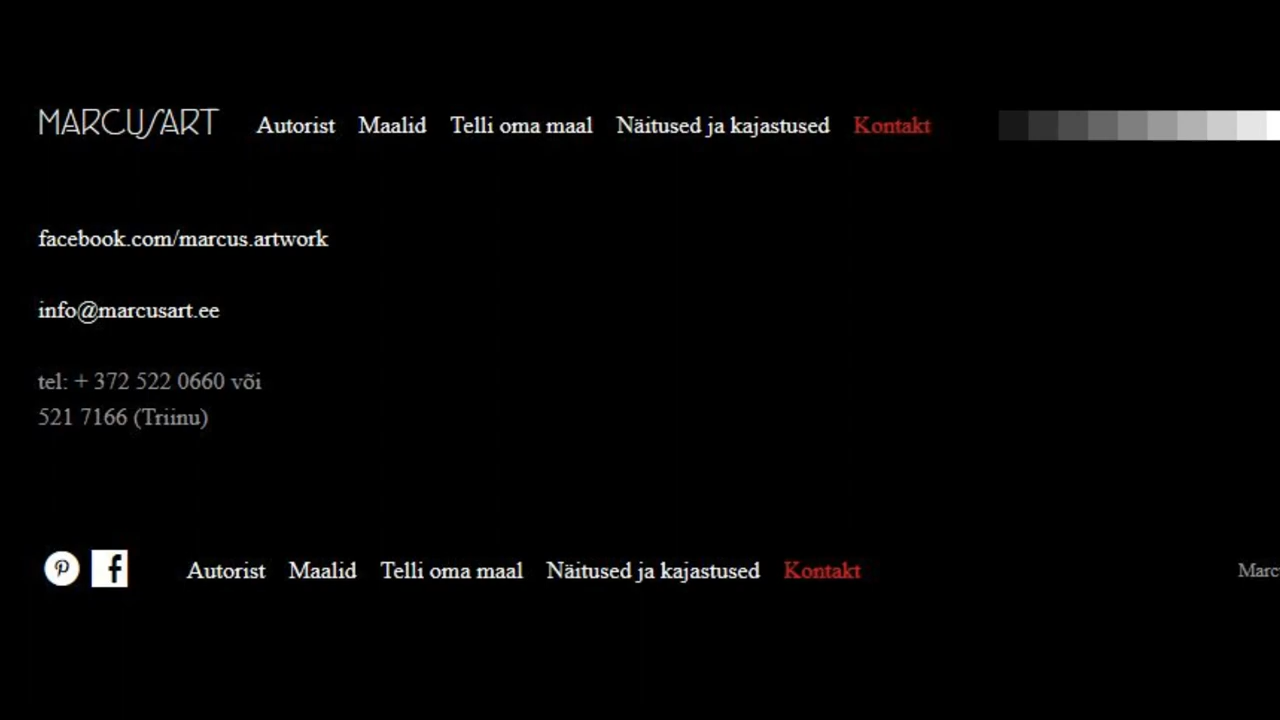 MARCUSART Autorist Maalid Telli oma maal Näitused ja kajastused Kontakt
facebook.com/marcus.artwork
info@marcusart.ee
tel: + 372 522 0660 või
521 7166 (Triinu)
Autorist Maalid Telli oma maal Näitused ja kajastused Kontakt